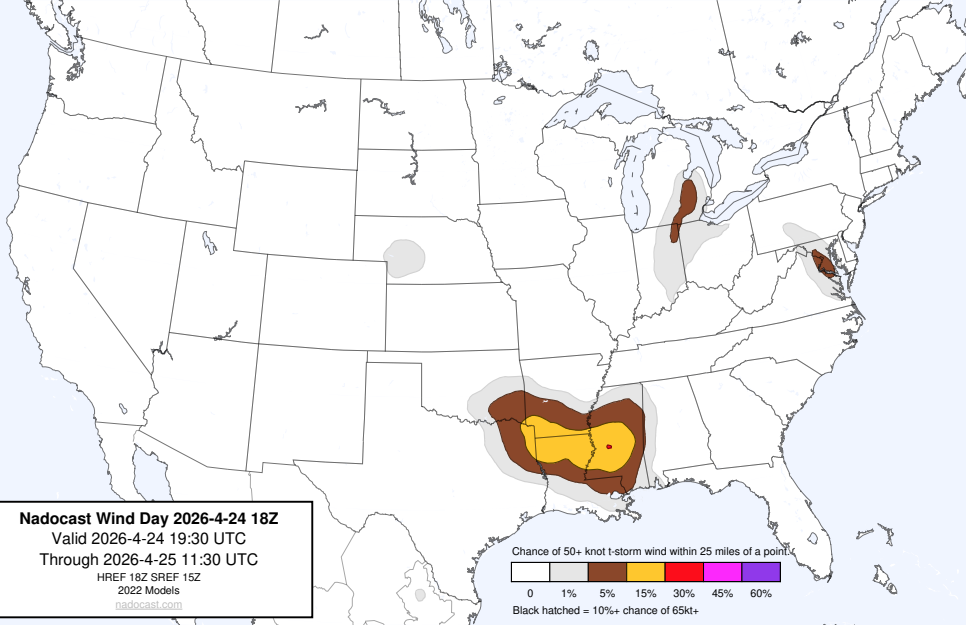 Nadocast Wind Day 2026-4-24 18Z
Valid 2026-4-24 19:30 UTC
Through 2026-4-25 11:30 UTC
HREF 18Z SREF 15Z
2022 Models
nadocast.com
Chance of 50+ knot t-storm wind within 25 miles of a point.
0 1% 5% 15% 30% 45% 60%
Black hatched = 10%+ chance of 65kt+